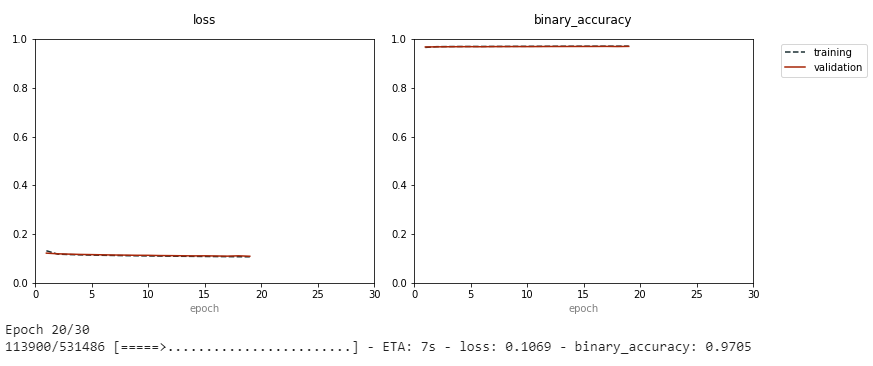 loss
1.0
0.8
0.6
0.4
0.2
0.0
0 5 10 15 20 25 30
epoch
binary_accuracy
1.0
0.8
0.6
0.4
0.2
0.0
0 5 10 15 20 25 30
epoch
training
validation
Epoch 20/30
113900/531486 [=====>........................] - ETA: 7s - loss: 0.1069 - binary_accuracy: 0.9705